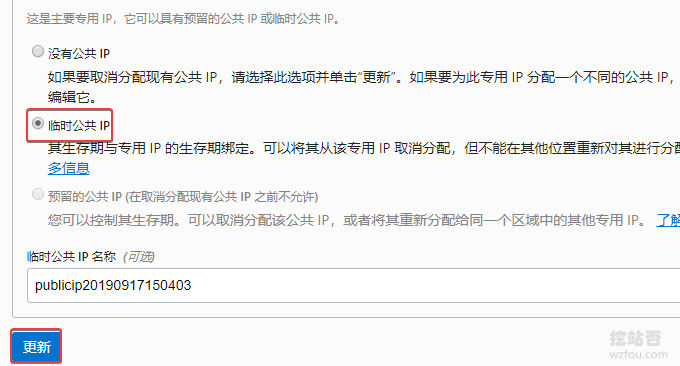 这是主要专用 IP，它可以具有预留的公共 IP 或临时公共 IP。
没有公共 IP
如果要取消分配现有公共 IP，请选择此选项并单击“更新”。如果要为此专用 IP 分配一个不同的公共 IP，
编辑它。
临时公共 IP
其生存期与专用 IP 的生存期绑定。可以将其从该专用 IP 取消分配，但不能在其他位置重新对其进行分配
多信息
预留的公共 IP (在取消分配现有公共 IP 之前不允许)
您可以控制其生存期。可以取消分配该公共 IP，或者将其重新分配给同一个区域中的其他专用 IP。 了解
临时公共 IP 名称 (可选)
publicip20190917150403
更新
挖站否
wzfou.com